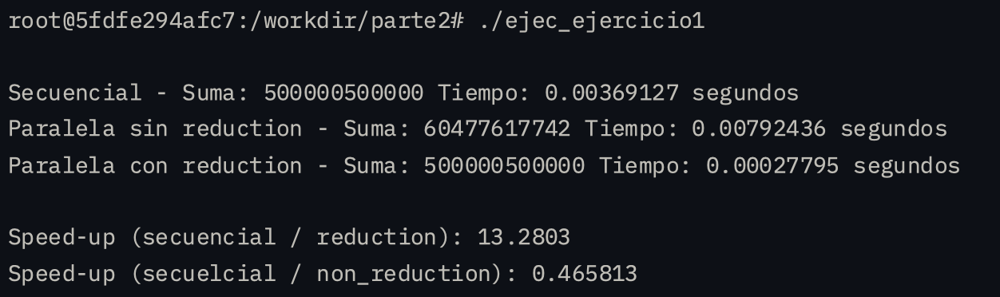 root@5fdfe294afc7:/workdir/parte2# ./ejec_ejercicio1
Secuencial - Suma: 500000500000 Tiempo: 0.00369127 segundos
Paralela sin reduction - Suma: 60477617742 Tiempo: 0.00792436 segundos
Paralela con reduction - Suma: 500000500000 Tiempo: 0.00027795 segundos
Speed-up (secuencial / reduction): 13.2803
Speed-up (secuelcial / non_reduction): 0.465813